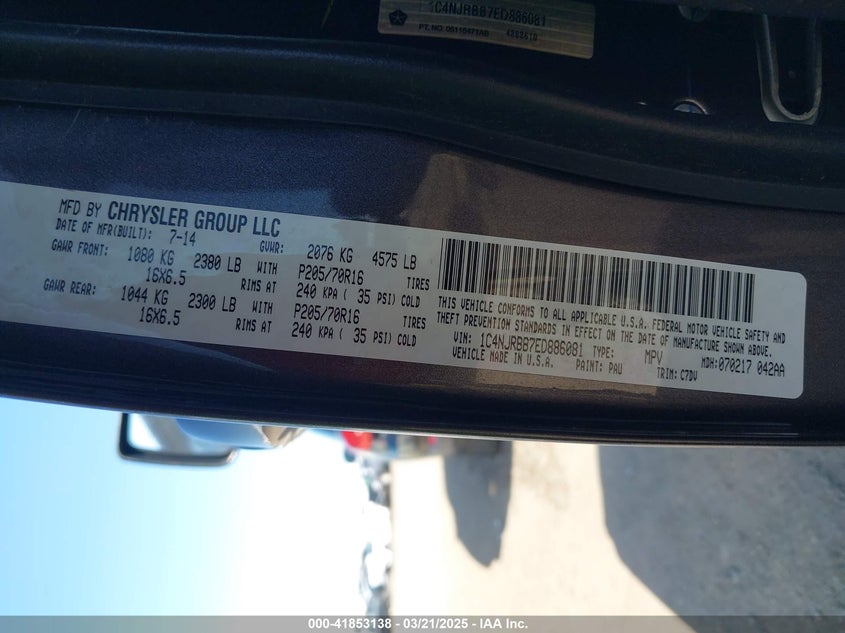 1C4NJRBB7ED886081
PT. NO. 05115471AB 4888610
MFD BY CHRYSLER GROUP LLC
DATE OF MFR(BUILT): 7-14 GVWR: 2076 KG 4575 LB
GAWR FRONT: 1080 KG 2380 LB WITH P205/70R16 TIRES
16X6.5 RIMS AT 240 KPA ( 35 PSI) COLD
GAWR REAR: 1044 KG 2300 LB WITH P205/70R16 TIRES
16X6.5 RIMS AT 240 KPA ( 35 PSI) COLD
THIS VEHICLE CONFORMS TO ALL APPLICABLE U.S.A. FEDERAL MOTOR VEHICLE SAFETY AND
THEFT PREVENTION STANDARDS IN EFFECT ON THE DATE OF MANUFACTURE SHOWN ABOVE.
VIN: 1C4NJRBB7ED886081 TYPE: MPV MDH:070217 042AA
VEHICLE MADE IN U.S.A. PAINT: PAU TRIM: C7DV
000-41853138 - 03/21/2025 - IAA Inc.